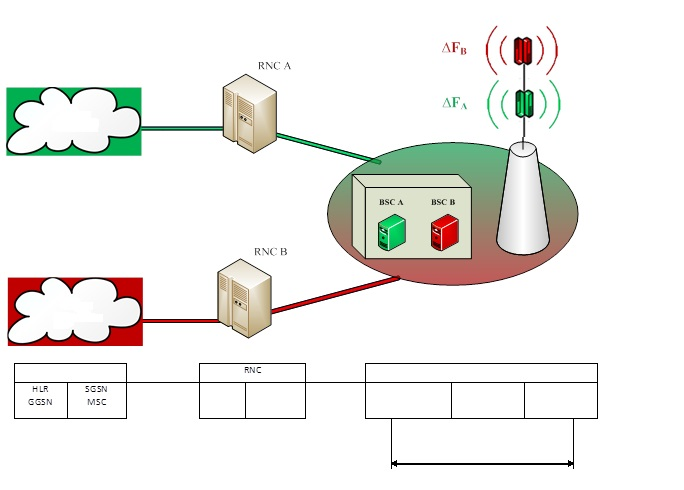 ΔF_B
RNC A
ΔF_A
BSC A
BSC B
RNC B
RNC
HLR
SGSN
GGSN
MSC